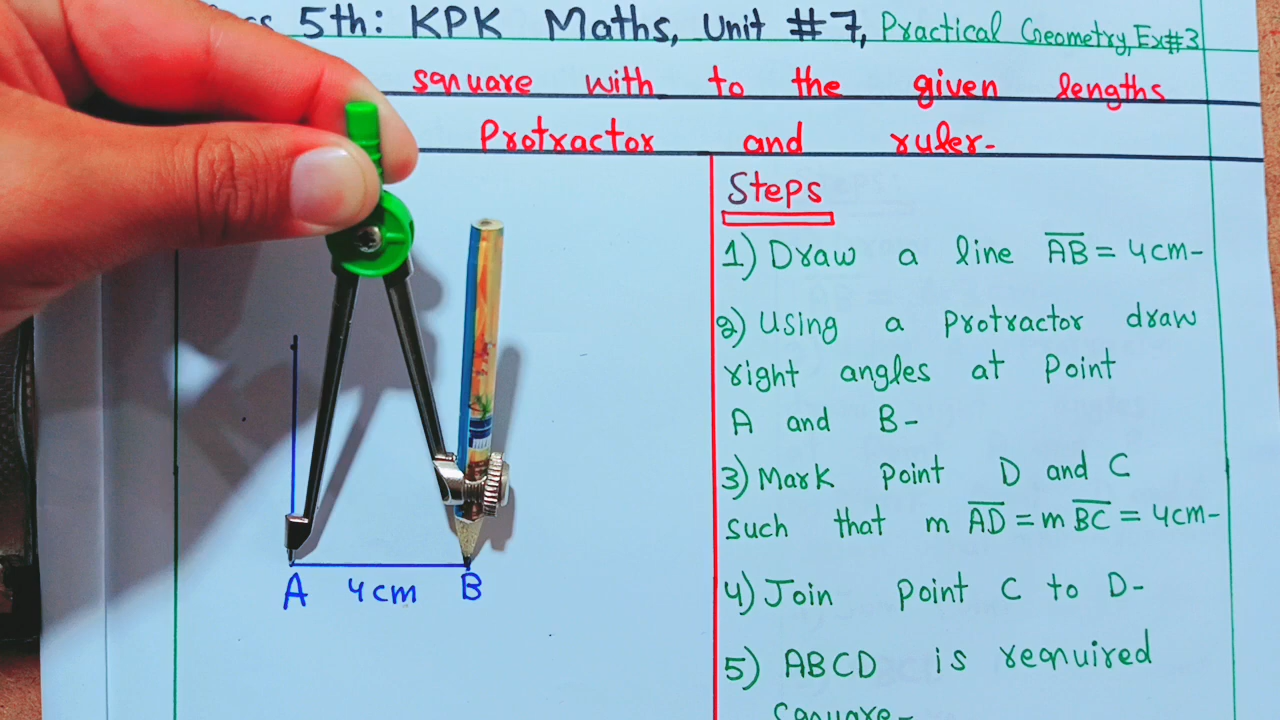 5th: KPK Maths, Unit #7, Practical Geometry, Ex#3
square with to the given lengths
Protractor and ruler-
Steps
1) Draw a line AB = 4cm-
2) Using a protractor draw
right angles at point
A and B-
3) Mark point D and C
such that m AD = m BC = 4cm-
4) Join point C to D-
5) ABCD is required
square-
A 4cm B